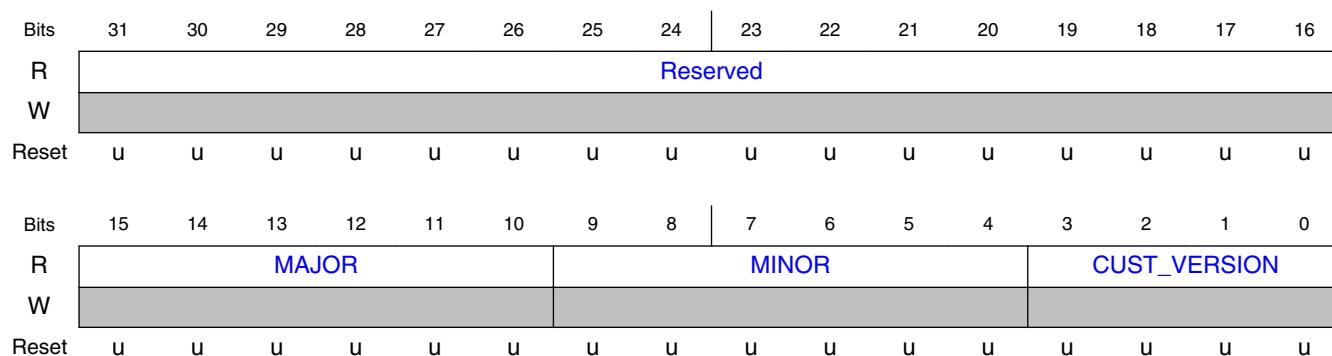 Bits 31 30 29 28 27 26 25 24 23 22 21 20 19 18 17 16
R Reserved
W
Reset u u u u u u u u u u u u u u u u
Bits 15 14 13 12 11 10 9 8 7 6 5 4 3 2 1 0
R MAJOR MINOR CUST_VERSION
W
Reset u u u u u u u u u u u u u u u u